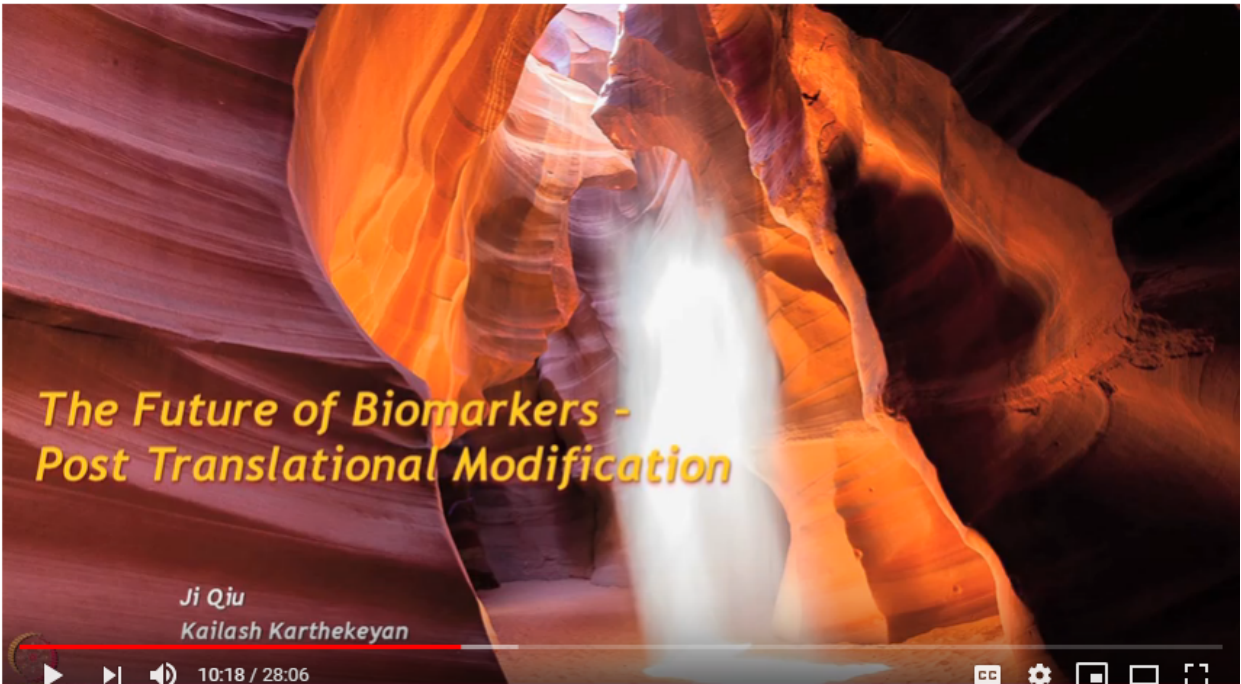 The Future of Biomarkers -
Post Translational Modification
Ji Qiu
Kailash Karthekeyan
10:18 / 28:06
CC